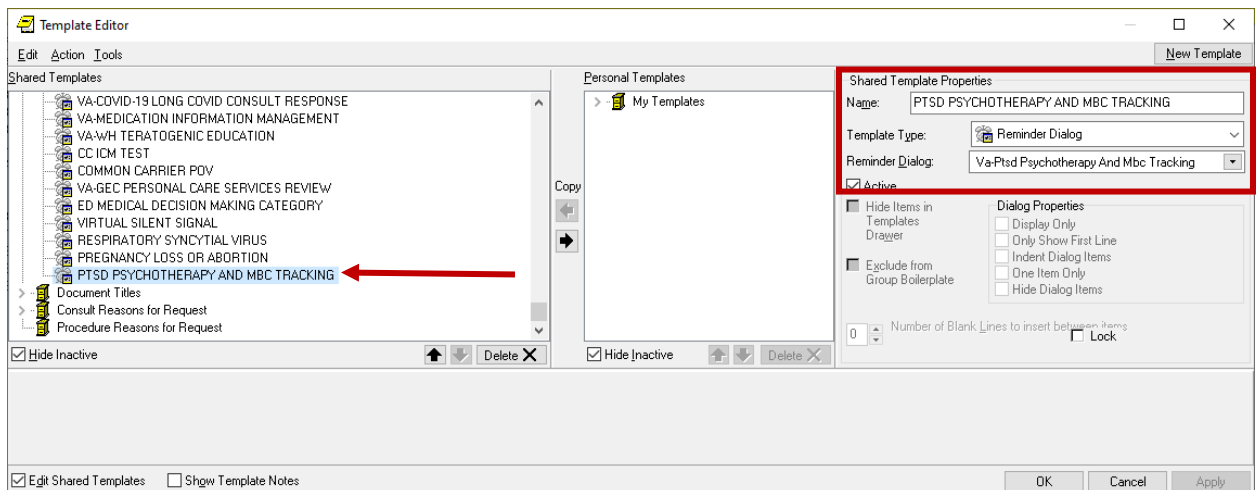 Template Editor
Edit Action Tools
New Template
Shared Templates
VA-COVID-19 LONG COVID CONSULT RESPONSE
VA-MEDICATION INFORMATION MANAGEMENT
VA-WH TERATOGENIC EDUCATION
CC ICM TEST
COMMON CARRIER POV
VA-GEC PERSONAL CARE SERVICES REVIEW
ED MEDICAL DECISION MAKING CATEGORY
VIRTUAL SILENT SIGNAL
RESPIRATORY SYNCYTIAL VIRUS
PREGNANCY LOSS OR ABORTION
PTSD PSYCHOTHERAPY AND MBC TRACKING
Document Titles
Consult Reasons for Request
Procedure Reasons for Request
Hide Inactive
Delete
Copy
Personal Templates
My Templates
Hide Inactive
Delete
Shared Template Properties
Name: PTSD PSYCHOTHERAPY AND MBC TRACKING
Template Type: Reminder Dialog
Reminder Dialog: Va-Ptsd Psychotherapy And Mbc Tracking
Active
Hide Items in
Templates
Drawer
Exclude from
Group Boilerplate
Dialog Properties
Display Only
Only Show First Line
Indent Dialog Items
One Item Only
Hide Dialog Items
0 Number of Blank Lines to insert between items
Lock
Edit Shared Templates Show Template Notes
OK Cancel Apply